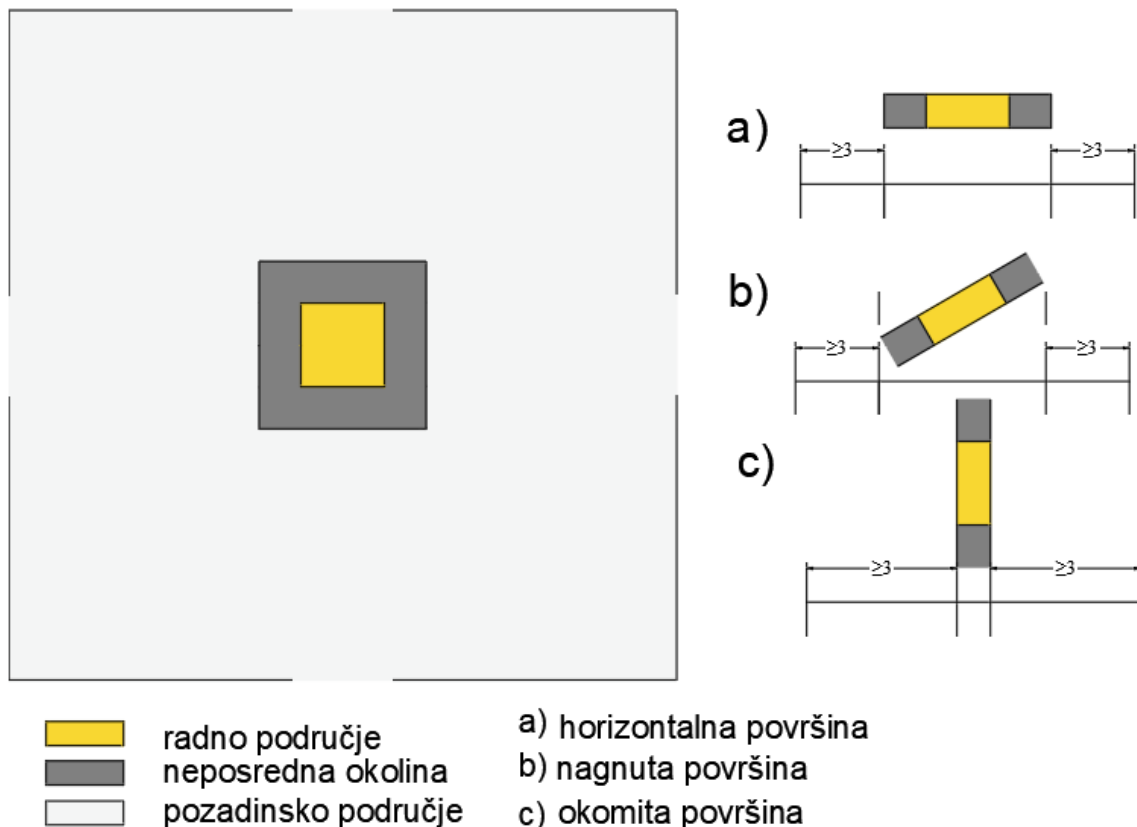 a)
≥3 ≥3
b)
≥3 ≥3
c)
≥3 ≥3
radno područje
neposredna okolina
pozadinsko područje
a) horizontalna površina
b) nagnuta površina
c) okomita površina